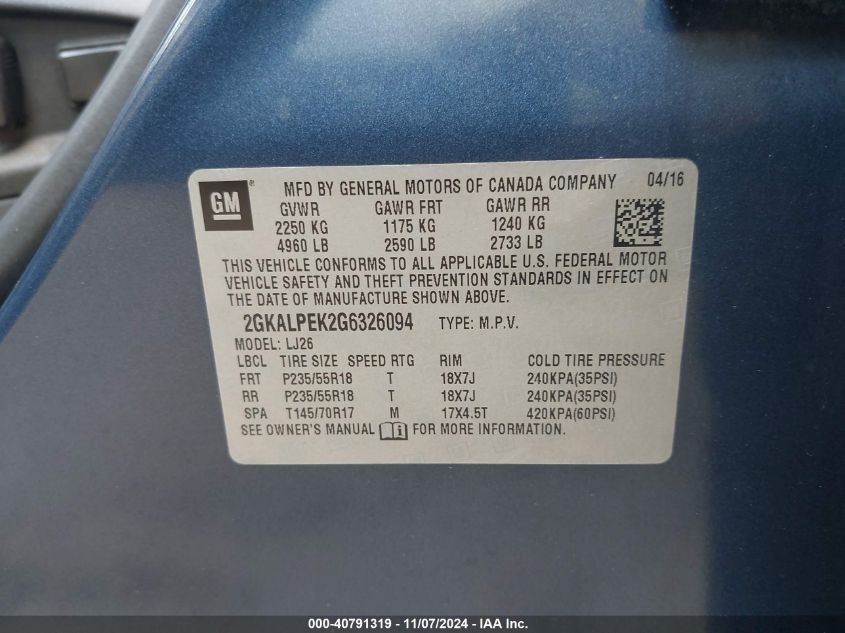 GM ® MFD BY GENERAL MOTORS OF CANADA COMPANY 04/16
GVWR GAWR FRT GAWR RR
2250 KG 1175 KG 1240 KG
4960 LB 2590 LB 2733 LB
THIS VEHICLE CONFORMS TO ALL APPLICABLE U.S. FEDERAL MOTOR
VEHICLE SAFETY AND THEFT PREVENTION STANDARDS IN EFFECT ON
THE DATE OF MANUFACTURE SHOWN ABOVE.
2GKALPEK2G6326094 TYPE: M.P.V.
MODEL: LJ26
LBCL TIRE SIZE SPEED RTG RIM COLD TIRE PRESSURE
FRT P235/55R18 T 18X7J 240KPA(35PSI)
RR P235/55R18 T 18X7J 240KPA(35PSI)
SPA T145/70R17 M 17X4.5T 420KPA(60PSI)
SEE OWNER'S MANUAL i FOR MORE INFORMATION.
000-40791319 - 11/07/2024 - IAA Inc.